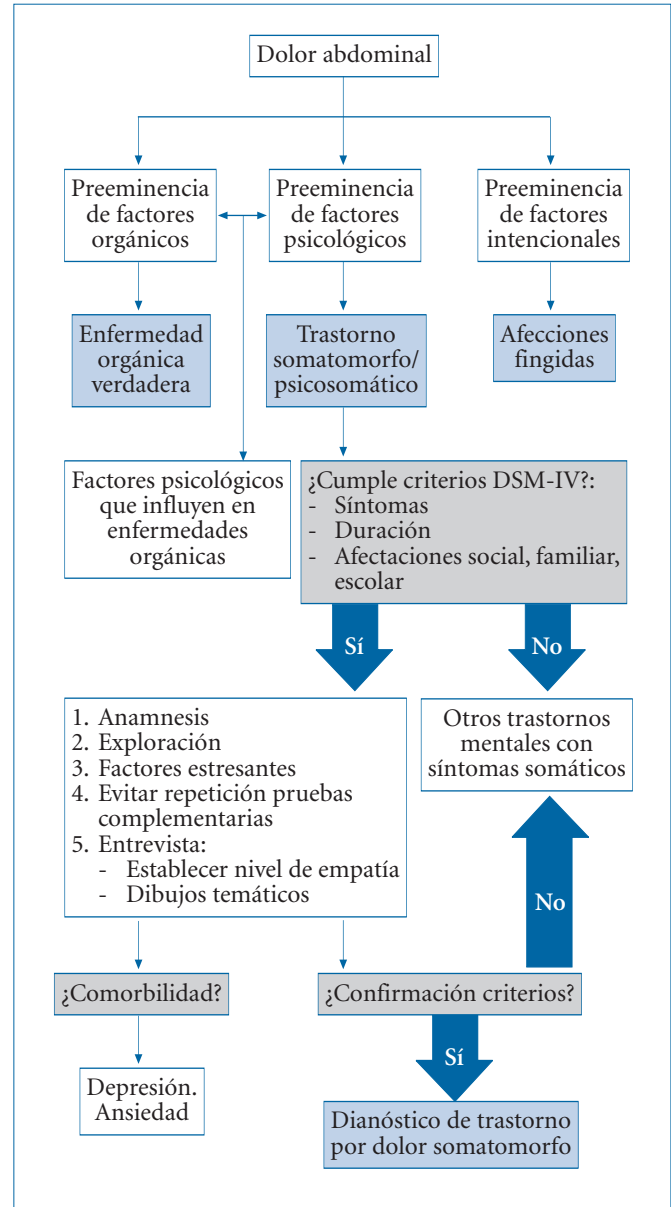 Dolor abdominal
Preeminencia
de factores
orgánicos
Preeminencia
de factores
psicológicos
Preeminencia
de factores
intencionales
Enfermedad
orgánica
verdadera
Trastorno
somatomorfo/
psicosomático
Afecciones
fingidas
Factores psicológicos
que influyen en
enfermedades
orgánicas
¿Cumple criterios DSM-IV?:
- Síntomas
- Duración
- Afectaciones social, familiar,
escolar
Sí
No
1. Anamnesis
2. Exploración
3. Factores estresantes
4. Evitar repetición pruebas
complementarias
5. Entrevista:
- Establecer nivel de empatía
- Dibujos temáticos
Otros trastornos
mentales con
síntomas somáticos
No
¿Comorbilidad?
¿Confirmación criterios?
Sí
Depresión.
Ansiedad
Dianóstico de trastorno
por dolor somatomorfo